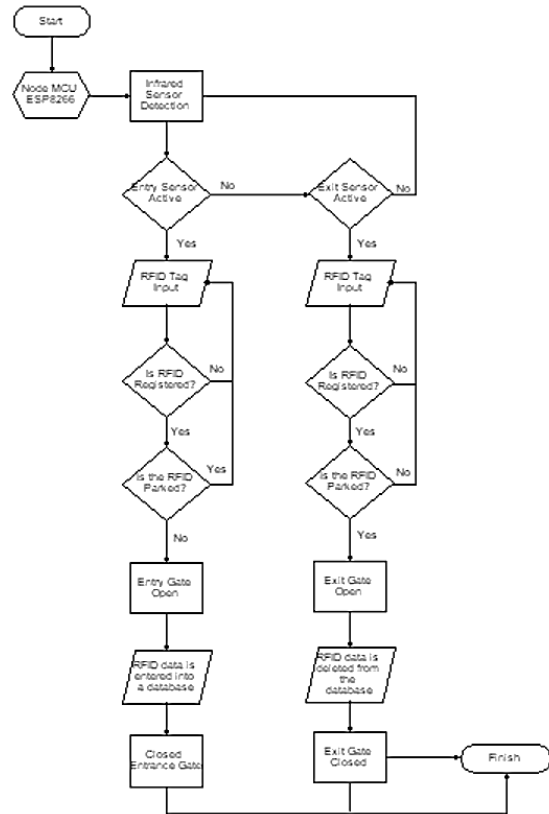 Start
Node MCU
ESP8266
Infrared
Sensor
Detection
Entry Sensor
Active
No
Exit Sensor
Active
No
Yes
Yes
RFID Tag
Input
RFID Tag
Input
Is RFID
Registered?
No
Is RFID
Registered?
No
Yes
Yes
Is the RFID
Parked?
Yes
Is the RFID
Parked?
No
No
Yes
Entry Gate
Open
Exit Gate
Open
RFID data is
entered into
a database
RFID data is
deleted from
the
database
Closed
Entrance Gate
Exit Gate
Closed
Finish